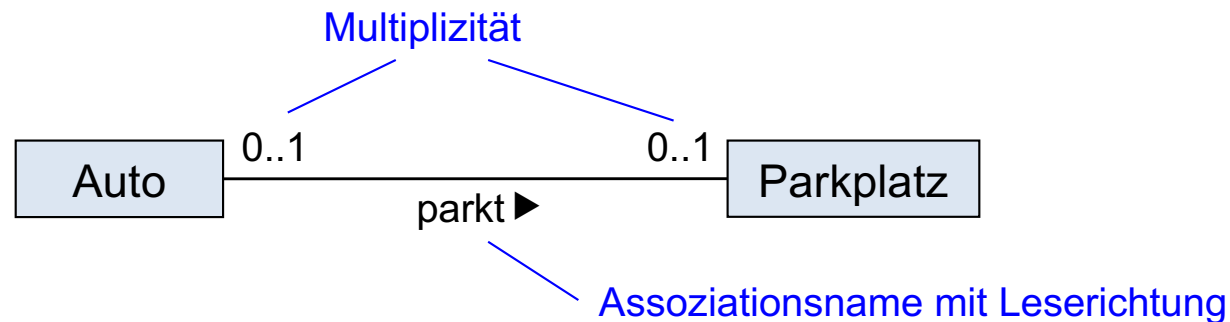 Multiplizität
0..1
0..1
Auto
Parkplatz
parkt ▶
Assoziationsname mit Leserichtung